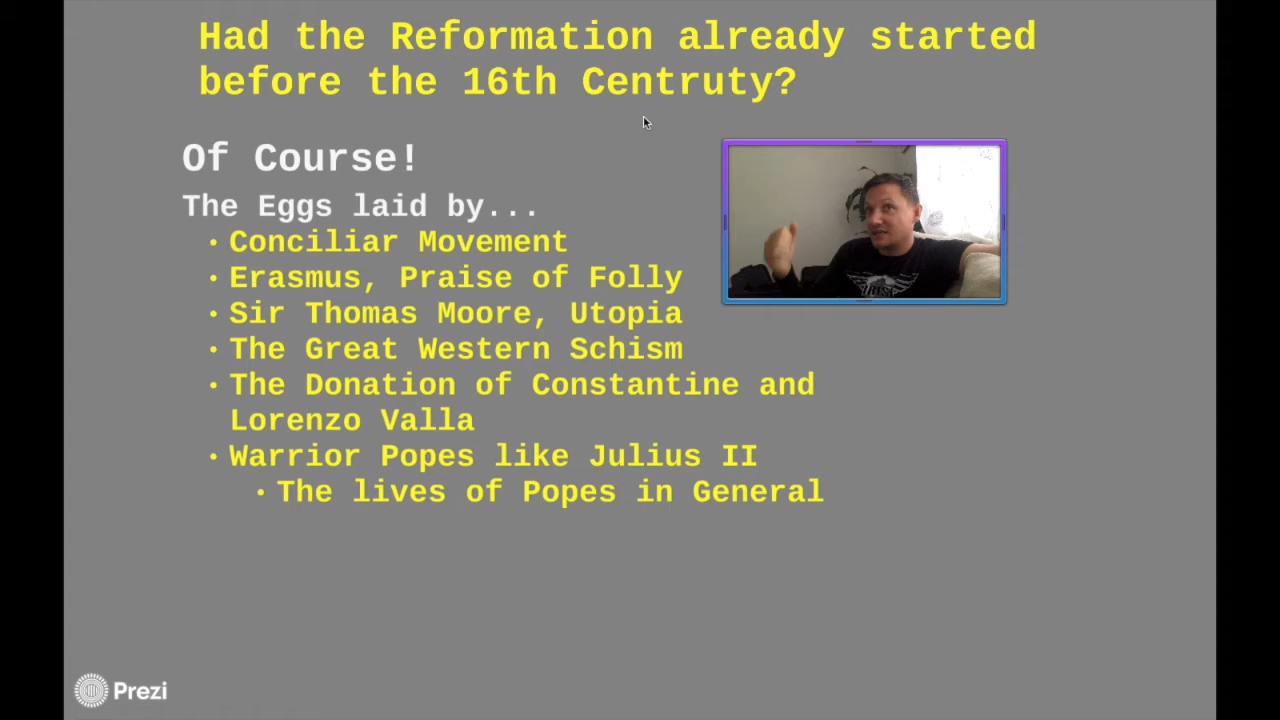 Had the Reformation already started
before the 16th Centruty?
Of Course!
The Eggs laid by...
• Conciliar Movement
• Erasmus, Praise of Folly
• Sir Thomas Moore, Utopia
• The Great Western Schism
• The Donation of Constantine and
Lorenzo Valla
• Warrior Popes like Julius II
• The lives of Popes in General
Prezi